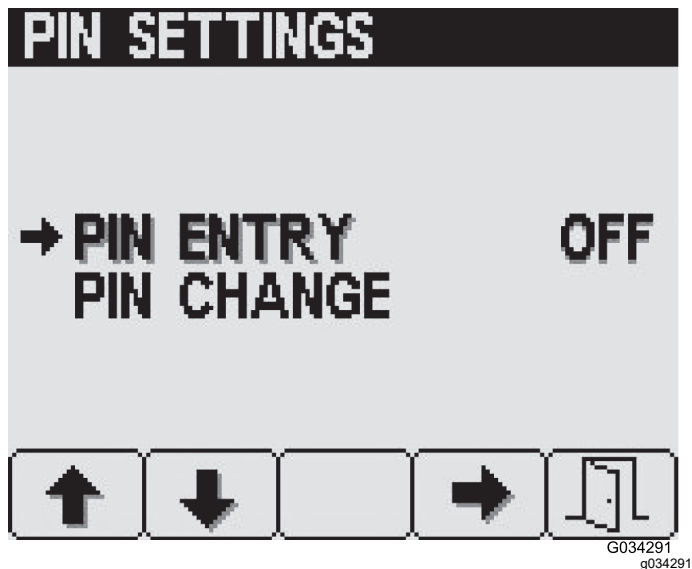 PIN SETTINGS
PIN ENTRY OFF
PIN CHANGE
G034291
g034291